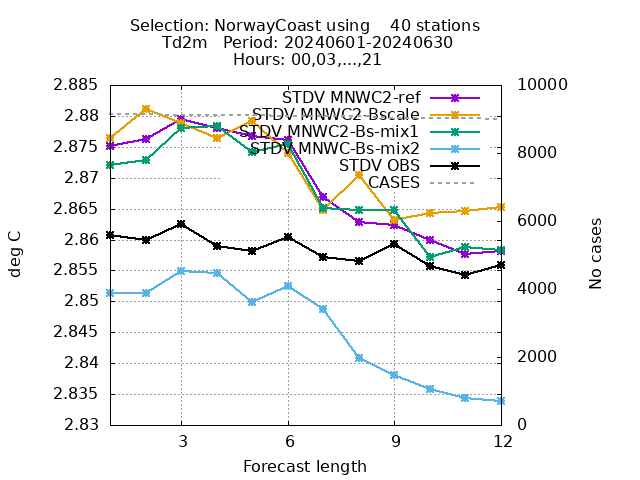 Selection: NorwayCoast using    40 stations
Td2m   Period: 20240601-20240630
Hours: 00,03,...,21
2.885
2.88
2.875
2.87
2.865
2.86
2.855
2.85
2.845
2.84
2.835
2.83
10000
8000
6000
4000
2000
0
STDV MNWC2-ref
STDV MNWC2-Bscale
STDV MNWC2-Bs-mix1
STDV MNWC-Bs-mix2
STDV OBS
CASES
deg C
No cases
3
6
9
12
Forecast length